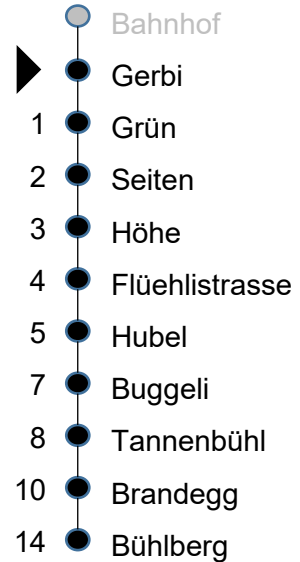 Bahnhof
Gerbi
1 Grün
2 Seiten
3 Höhe
4 Flüehlistrasse
5 Hubel
7 Buggeli
8 Tannenbühl
10 Brandegg
14 Bühlberg